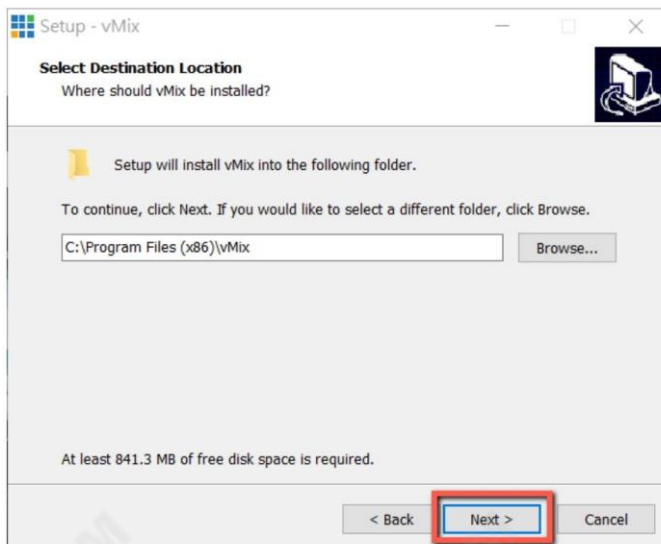 Setup - vMix
Select Destination Location
Where should vMix be installed?
Setup will install vMix into the following folder.
To continue, click Next. If you would like to select a different folder, click Browse.
C:\Program Files (x86)\vMix
Browse...
At least 841.3 MB of free disk space is required.
< Back
Next >
Cancel